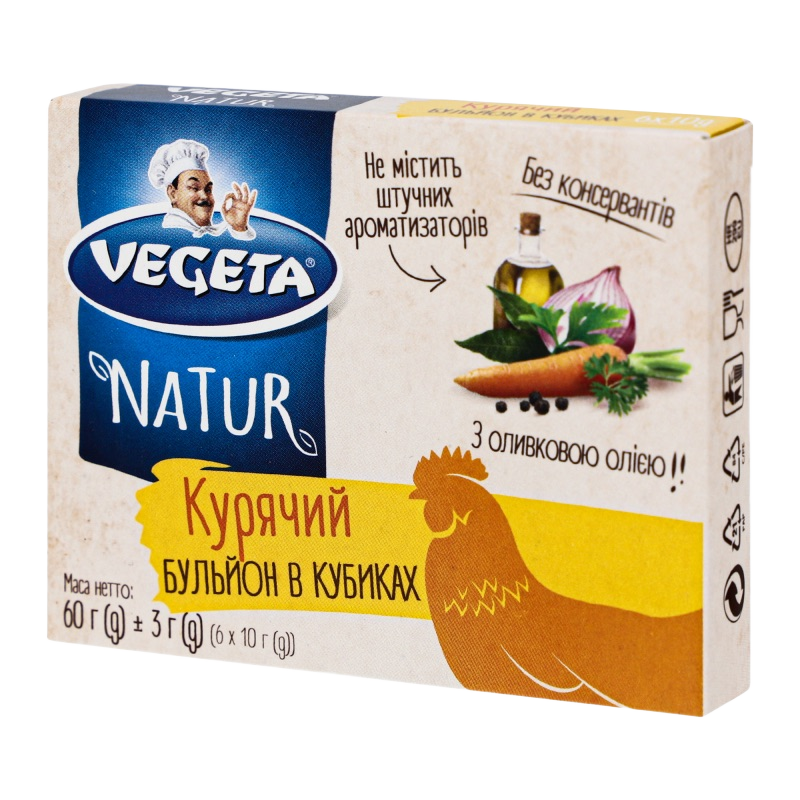 VEGETA
NATUR
Курячий
БУЛЬЙОН В КУБИКАХ 6x10g
Не містить
штучних
ароматизаторів
Без консервантів
VEGETA®
NATUR
З ОЛИВКОВОЮ ОЛІЄЮ!!
Курячий
БУЛЬЙОН В КУБИКАХ
Маса нетто:
60 г (g) ± 3 г (g) (6 x 10 г (g))